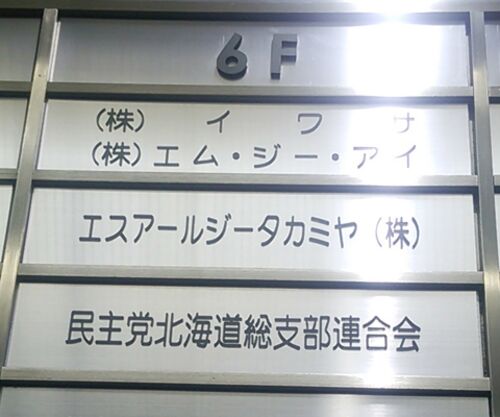 6F
(株) イワサ
(株) エム・ジー・アイ
エスアールジータカミヤ (株)
民主党北海道総支部連合会